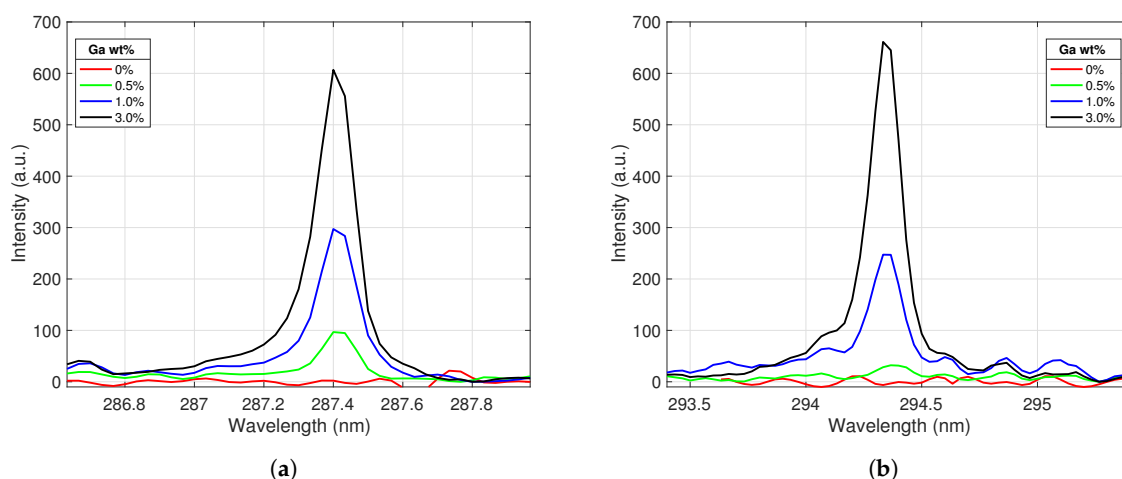 700
600
500
400
300
200
100
0
Intensity (a.u.)
Ga wt%
0%
0.5%
1.0%
3.0%
286.8 287 287.2 287.4 287.6 287.8
Wavelength (nm)
(a)
700
600
500
400
300
200
100
0
Intensity (a.u.)
Ga wt%
0%
0.5%
1.0%
3.0%
293.5 294 294.5 295
Wavelength (nm)
(b)